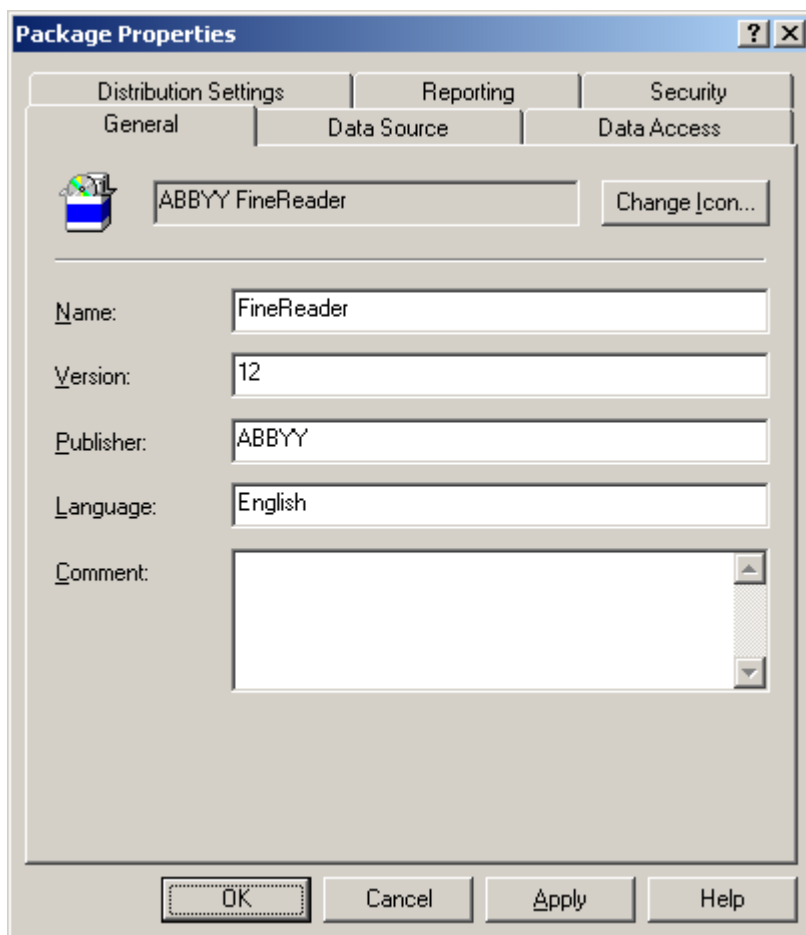 Package Properties
Distribution Settings Reporting Security
General Data Source Data Access
ABBYY FineReader Change Icon...
Name: FineReader
Version: 12
Publisher: ABBYY
Language: English
Comment:
OK Cancel Apply Help